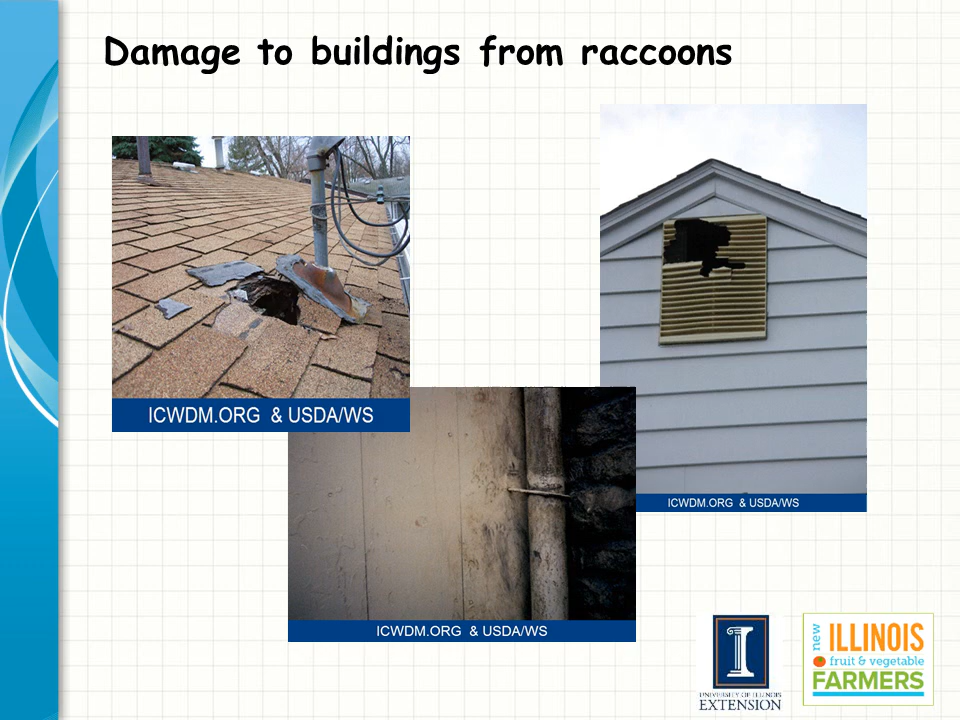 Damage to buildings from raccoons
ICWDM.ORG & USDA/WS
ICWDM.ORG & USDA/WS
ICWDM.ORG & USDA/WS
I
UNIVERSITY OF ILLINOIS
EXTENSION
new
ILLINOIS
fruit & vegetable
FARMERS